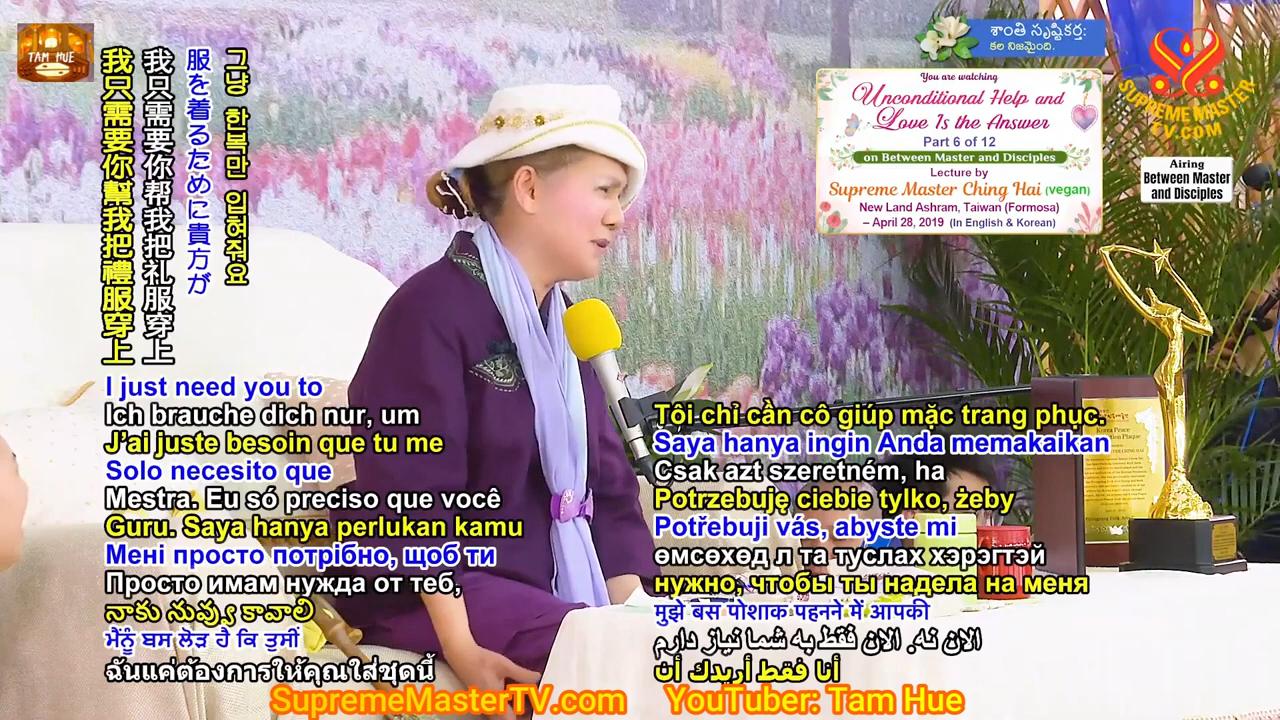 TAM HUE
我只需要你幫我把禮服穿上
我只需要你帮我把礼服穿上
服を着るために貴方が
그냥 한복만 입혀줘요
I just need you to
Ich brauche dich nur, um
J'ai juste besoin que tu me
Solo necesito que
Mestra. Eu só preciso que você
Guru. Saya hanya perlukan kamu
Мені просто потрібно, щоб ти
Просто имам нужда от теб,
నాకు నువ్వు కావాలి
ਮੈਨੂੰ ਬਸ ਲੋੜ ਹੈ ਕਿ ਤੁਸੀਂ
ฉันแค่ต้องการให้คุณใส่ชุดนี้
Tôi chỉ cần cô giúp mặc trang phục.
Saya hanya ingin Anda memakaikan
Csak azt szeretném, ha
Potrzebuję ciebie tylko, żeby
Potřebuji vás, abyste mi
өмсөхөд л та туслах хэрэгтэй
нужно, чтобы ты надела на меня
मुझे बस पोशाक पहनने में आपकी
الان نه. الان فقط به شما نیاز دارم
أنا فقط أريدك أن
SupremeMasterTV.com
YouTuber: Tam Hue
శాంతి సృష్టికర్త:
కల నిజమైంది.
You are watching
Unconditional Help and
Love Is the Answer
Part 6 of 12
on Between Master and Disciples
Lecture by
Supreme Master Ching Hai (vegan)
New Land Ashram, Taiwan (Formosa)
– April 28, 2019 (In English & Korean)
SUPREME MASTER
TV.COM
Airing
Between Master
and Disciples
Korea Peace